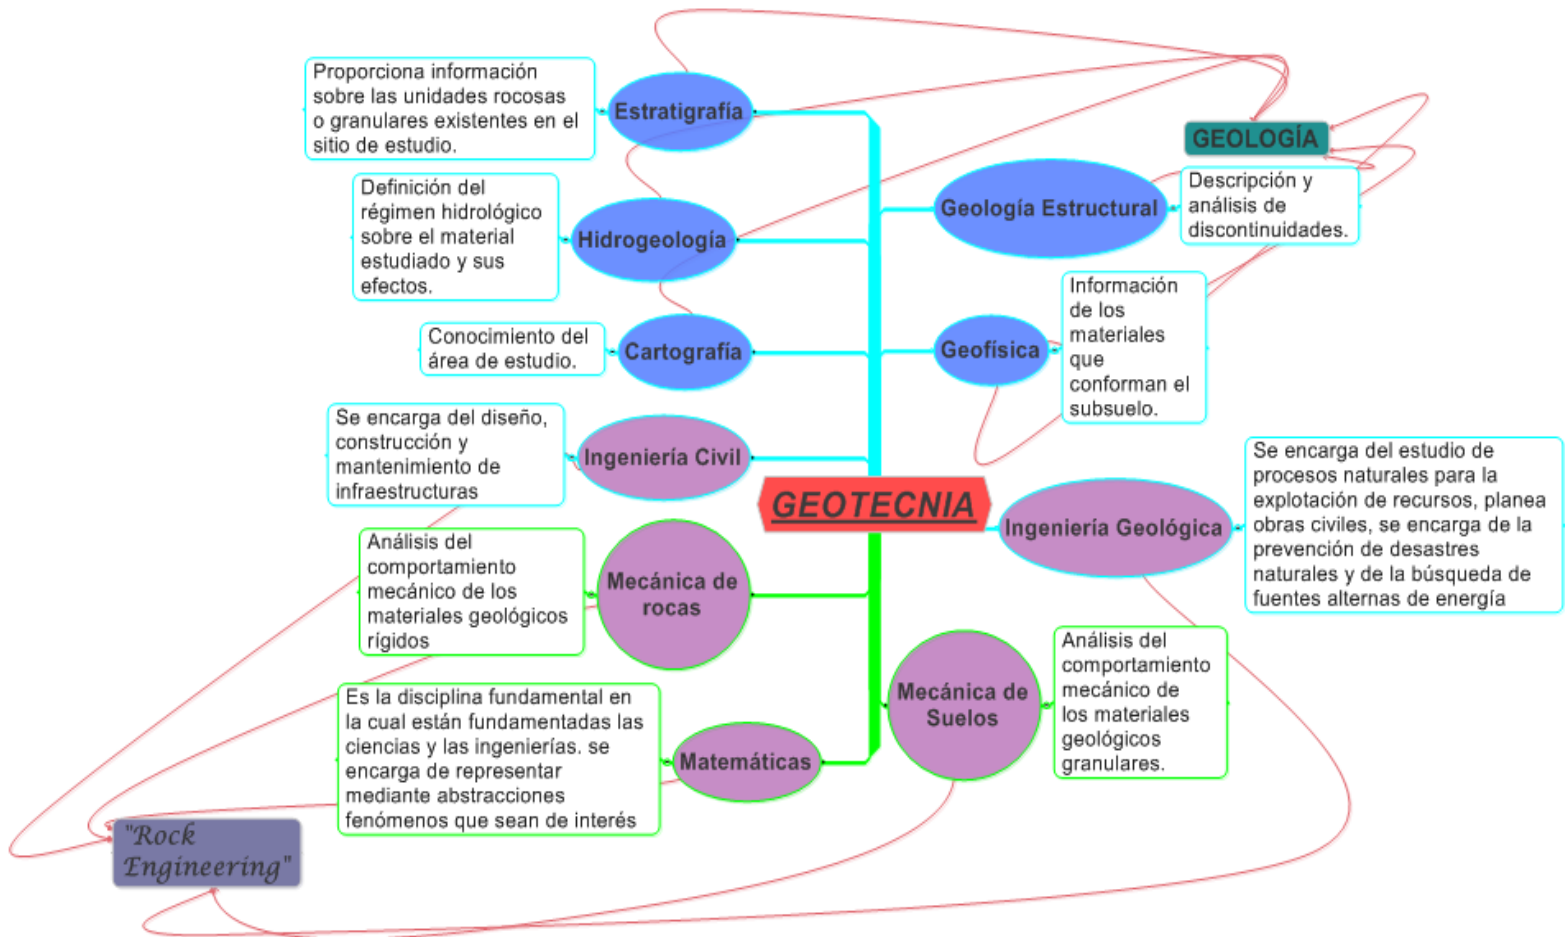 Proporciona información
sobre las unidades rocosas
o granulares existentes en el
sitio de estudio.
Estratigrafía
Definición del
régimen hidrológico
sobre el material
estudiado y sus
efectos.
Hidrogeología
Conocimiento del
área de estudio.
Cartografía
Se encarga del diseño,
construcción y
mantenimiento de
infraestructuras
Ingeniería Civil
Análisis del
comportamiento
mecánico de los
materiales geológicos
rígidos
Mecánica de
rocas
Es la disciplina fundamental en
la cual están fundamentadas las
ciencias y las ingenierías. se
encarga de representar
mediante abstracciones
fenómenos que sean de interés
Matemáticas
"Rock
Engineering"
GEOTECNIA
GEOLOGÍA
Geología Estructural
Descripción y
análisis de
discontinuidades.
Geofísica
Información
de los
materiales
que
conforman el
subsuelo.
Ingeniería Geológica
Se encarga del estudio de
procesos naturales para la
explotación de recursos, planea
obras civiles, se encarga de la
prevención de desastres
naturales y de la búsqueda de
fuentes alternas de energía
Mecánica de
Suelos
Análisis del
comportamiento
mecánico de
los materiales
geológicos
granulares.